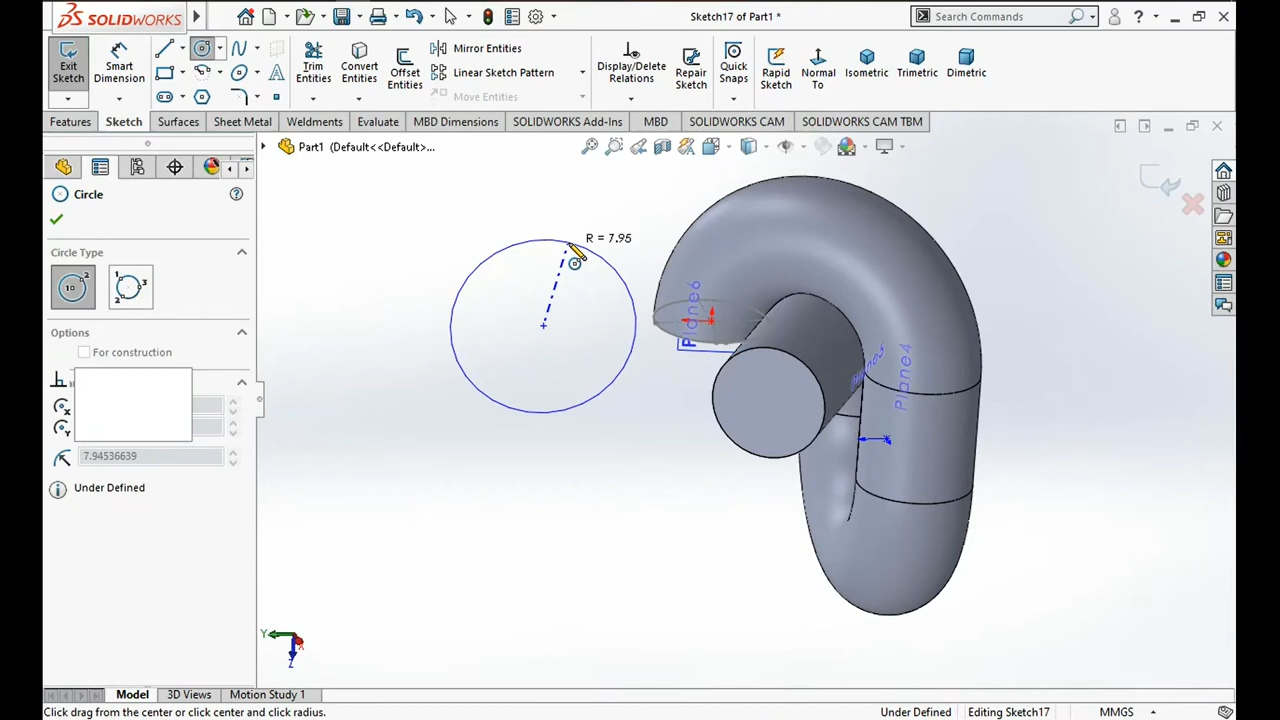 SOLIDWORKS
Sketch17 of Part1 *
Search Commands
Exit Sketch
Smart Dimension
Trim Entities
Convert Entities
Offset Entities
Mirror Entities
Linear Sketch Pattern
Move Entities
Display/Delete Relations
Repair Sketch
Quick Snaps
Rapid Sketch
Normal To
Isometric
Trimetric
Dimetric
Features
Sketch
Surfaces
Sheet Metal
Weldments
Evaluate
MBD Dimensions
SOLIDWORKS Add-Ins
MBD
SOLIDWORKS CAM
SOLIDWORKS CAM TBM
Part1 (Default<<Default>...
Circle
Circle Type
Options
For construction
7.94536639
Under Defined
R = 7.95
Plane6
Plane4
Y
Z
X
Model
3D Views
Motion Study 1
Click drag from the center or click center and click radius.
Under Defined
Editing Sketch17
MMGS